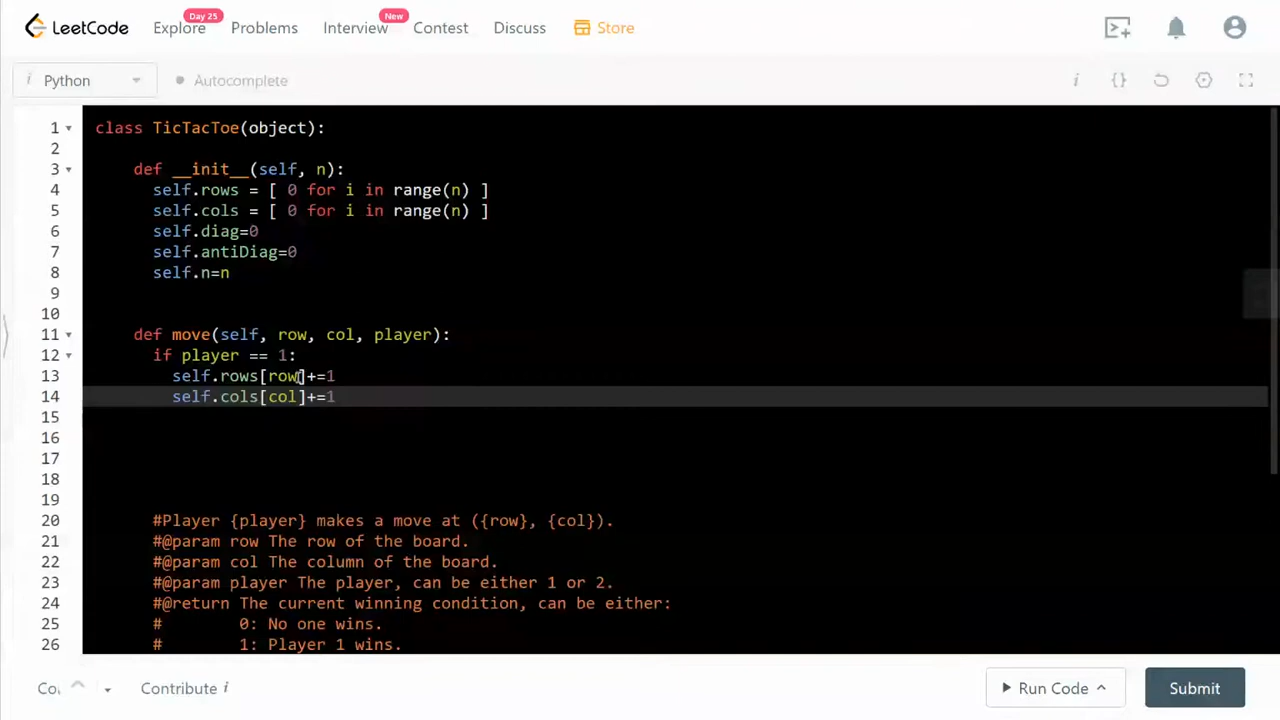 LeetCode Explore Day 25 Problems Interview New Contest Discuss Store
i Python Autocomplete i {}
1 class TicTacToe(object):
2
3 def __init__(self, n):
4 self.rows = [ 0 for i in range(n) ]
5 self.cols = [ 0 for i in range(n) ]
6 self.diag=0
7 self.antiDiag=0
8 self.n=n
9
10
11 def move(self, row, col, player):
12 if player == 1:
13 self.rows[row]+=1
14 self.cols[col]+=1
15
16
17
18
19
20 #Player {player} makes a move at ({row}, {col}).
21 #@param row The row of the board.
22 #@param col The column of the board.
23 #@param player The player, can be either 1 or 2.
24 #@return The current winning condition, can be either:
25 # 0: No one wins.
26 # 1: Player 1 wins.
Contribute i Run Code Submit